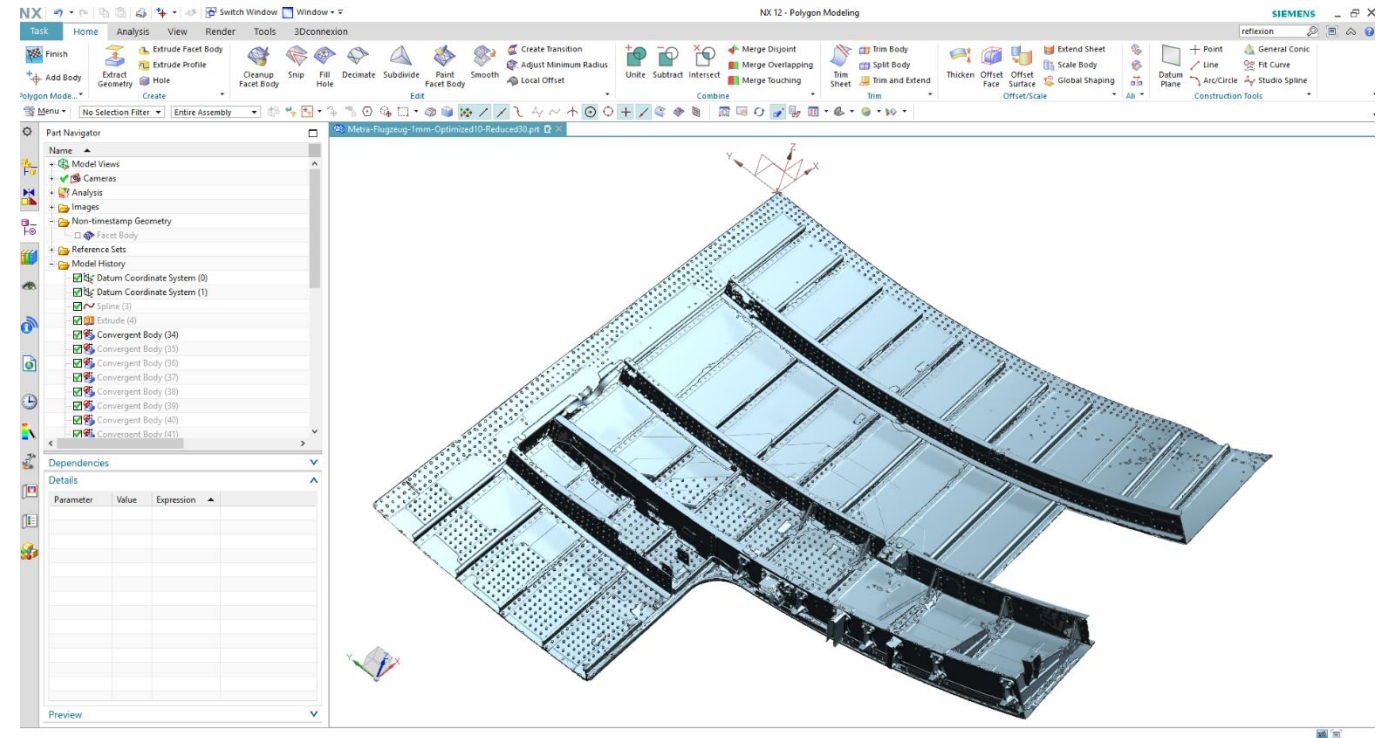 NX Switch Window Window NX 12 - Polygon Modeling SIEMENS
Task Home Analysis View Render Tools 3Dconnexion reflexion
Finish
Add Body
Polygon Mode...
Extract Geometry
Extrude Facet Body
Extrude Profile
Hole
Create
Cleanup Facet Body
Snip
Fill Hole
Decimate
Subdivide
Paint Facet Body
Smooth
Create Transition
Adjust Minimum Radius
Local Offset
Edit
Unite
Subtract
Intersect
Merge Disjoint
Merge Overlapping
Merge Touching
Combine
Trim Sheet
Trim Body
Split Body
Trim and Extend
Trim
Thicken
Offset Face
Offset Surface
Extend Sheet
Scale Body
Global Shaping
Offset/Scale
Ali
Datum Plane
Point
Line
Arc/Circle
General Conic
Fit Curve
Studio Spline
Construction Tools
Menu No Selection Filter Entire Assembly
Part Navigator
Metra-Flugzeug-1mm-Optimized10-Reduced30.prt
Name
Model Views
Cameras
Analysis
Images
Non-timestamp Geometry
Facet Body
Reference Sets
Model History
Datum Coordinate System (0)
Datum Coordinate System (1)
Spline (3)
Extrude (4)
Convergent Body (34)
Convergent Body (35)
Convergent Body (36)
Convergent Body (37)
Convergent Body (38)
Convergent Body (39)
Convergent Body (40)
Convergent Body (41)
Dependencies
Details
Parameter Value Expression
Preview
Y Z X
Y X